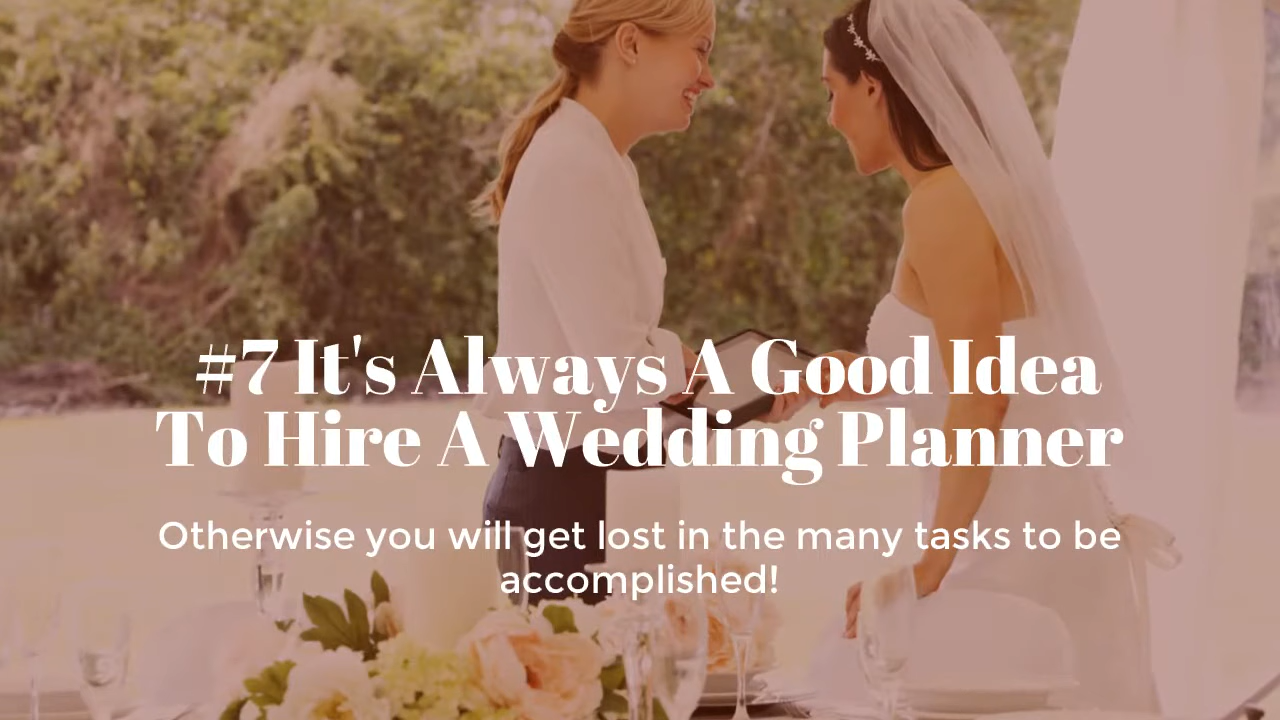 #7 It's Always A Good Idea
To Hire A Wedding Planner
Otherwise you will get lost in the many tasks to be
accomplished!